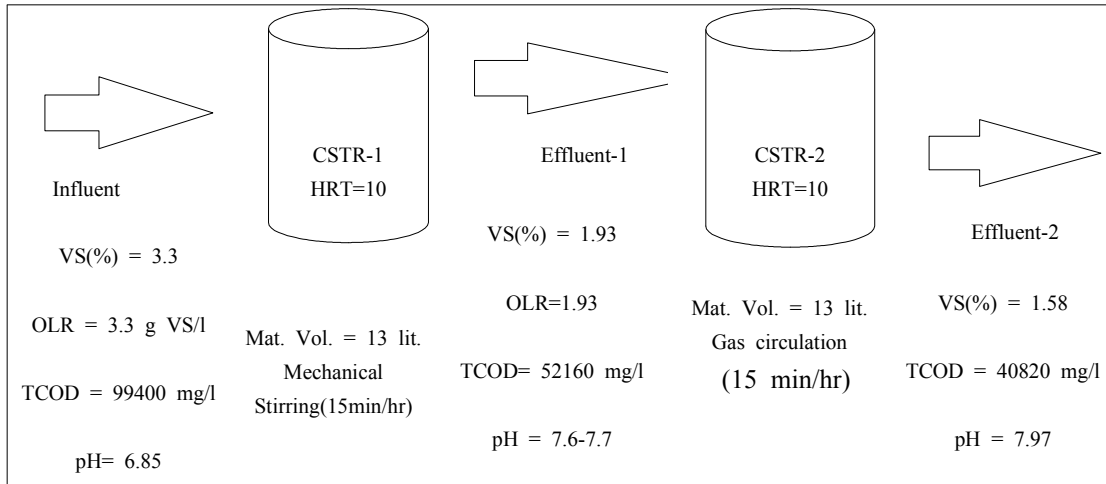 Influent
VS(%) = 3.3
OLR = 3.3 g VS/l
TCOD = 99400 mg/l
pH= 6.85
CSTR-1
HRT=10
Mat. Vol. = 13 lit.
Mechanical
Stirring(15min/hr)
Effluent-1
VS(%) = 1.93
OLR=1.93
TCOD= 52160 mg/l
pH = 7.6-7.7
CSTR-2
HRT=10
Mat. Vol. = 13 lit.
Gas circulation
(15 min/hr)
Effluent-2
VS(%) = 1.58
TCOD = 40820 mg/l
pH = 7.97